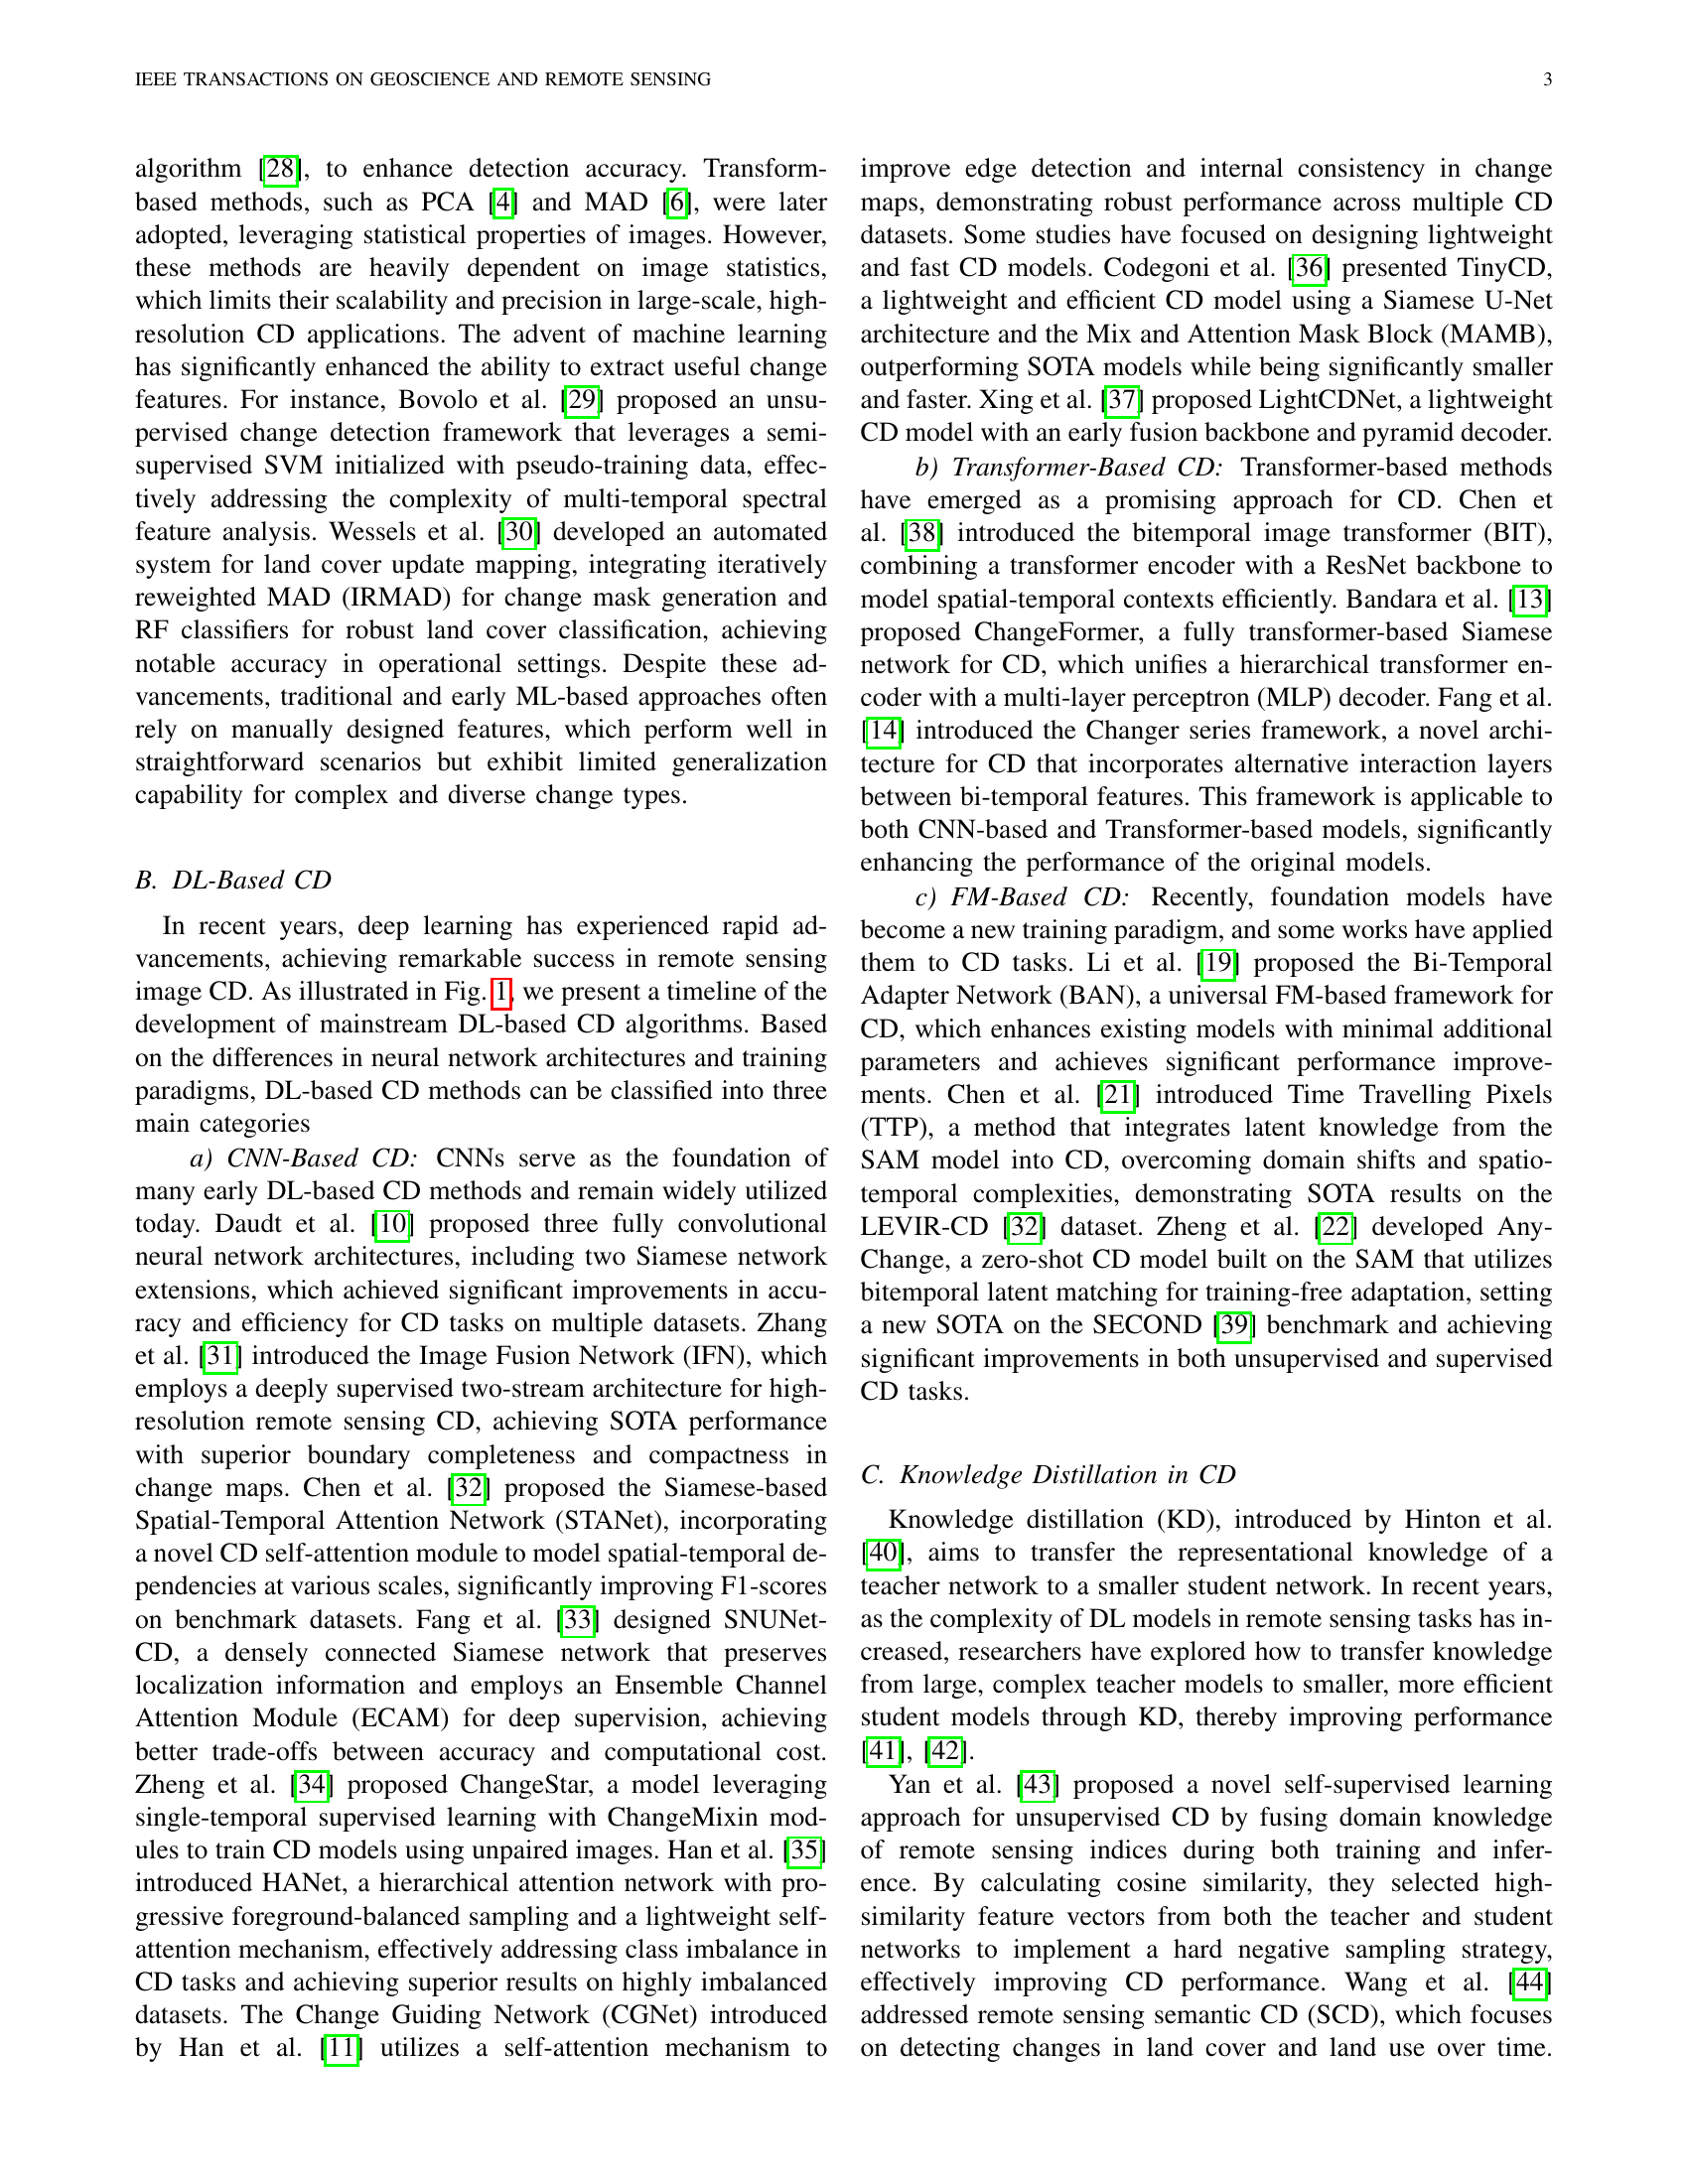 IEEE TRANSACTIONS ON GEOSCIENCE AND REMOTE SENSING 3
algorithm [28], to enhance detection accuracy. Transform-
based methods, such as PCA [4] and MAD [6], were later
adopted, leveraging statistical properties of images. However,
these methods are heavily dependent on image statistics,
which limits their scalability and precision in large-scale, high-
resolution CD applications. The advent of machine learning
has significantly enhanced the ability to extract useful change
features. For instance, Bovolo et al. [29] proposed an unsu-
pervised change detection framework that leverages a semi-
supervised SVM initialized with pseudo-training data, effec-
tively addressing the complexity of multi-temporal spectral
feature analysis. Wessels et al. [30] developed an automated
system for land cover update mapping, integrating iteratively
reweighted MAD (IRMAD) for change mask generation and
RF classifiers for robust land cover classification, achieving
notable accuracy in operational settings. Despite these ad-
vancements, traditional and early ML-based approaches often
rely on manually designed features, which perform well in
straightforward scenarios but exhibit limited generalization
capability for complex and diverse change types.
B. DL-Based CD
In recent years, deep learning has experienced rapid ad-
vancements, achieving remarkable success in remote sensing
image CD. As illustrated in Fig. 1, we present a timeline of the
development of mainstream DL-based CD algorithms. Based
on the differences in neural network architectures and training
paradigms, DL-based CD methods can be classified into three
main categories
a) CNN-Based CD: CNNs serve as the foundation of
many early DL-based CD methods and remain widely utilized
today. Daudt et al. [10] proposed three fully convolutional
neural network architectures, including two Siamese network
extensions, which achieved significant improvements in accu-
racy and efficiency for CD tasks on multiple datasets. Zhang
et al. [31] introduced the Image Fusion Network (IFN), which
employs a deeply supervised two-stream architecture for high-
resolution remote sensing CD, achieving SOTA performance
with superior boundary completeness and compactness in
change maps. Chen et al. [32] proposed the Siamese-based
Spatial-Temporal Attention Network (STANet), incorporating
a novel CD self-attention module to model spatial-temporal de-
pendencies at various scales, significantly improving F1-scores
on benchmark datasets. Fang et al. [33] designed SNUNet-
CD, a densely connected Siamese network that preserves
localization information and employs an Ensemble Channel
Attention Module (ECAM) for deep supervision, achieving
better trade-offs between accuracy and computational cost.
Zheng et al. [34] proposed ChangeStar, a model leveraging
single-temporal supervised learning with ChangeMixin mod-
ules to train CD models using unpaired images. Han et al. [35]
introduced HANet, a hierarchical attention network with pro-
gressive foreground-balanced sampling and a lightweight self-
attention mechanism, effectively addressing class imbalance in
CD tasks and achieving superior results on highly imbalanced
datasets. The Change Guiding Network (CGNet) introduced
by Han et al. [11] utilizes a self-attention mechanism to
improve edge detection and internal consistency in change
maps, demonstrating robust performance across multiple CD
datasets. Some studies have focused on designing lightweight
and fast CD models. Codegoni et al. [36] presented TinyCD,
a lightweight and efficient CD model using a Siamese U-Net
architecture and the Mix and Attention Mask Block (MAMB),
outperforming SOTA models while being significantly smaller
and faster. Xing et al. [37] proposed LightCDNet, a lightweight
CD model with an early fusion backbone and pyramid decoder.
b) Transformer-Based CD: Transformer-based methods
have emerged as a promising approach for CD. Chen et
al. [38] introduced the bitemporal image transformer (BIT),
combining a transformer encoder with a ResNet backbone to
model spatial-temporal contexts efficiently. Bandara et al. [13]
proposed ChangeFormer, a fully transformer-based Siamese
network for CD, which unifies a hierarchical transformer en-
coder with a multi-layer perceptron (MLP) decoder. Fang et al.
[14] introduced the Changer series framework, a novel archi-
tecture for CD that incorporates alternative interaction layers
between bi-temporal features. This framework is applicable to
both CNN-based and Transformer-based models, significantly
enhancing the performance of the original models.
c) FM-Based CD: Recently, foundation models have
become a new training paradigm, and some works have applied
them to CD tasks. Li et al. [19] proposed the Bi-Temporal
Adapter Network (BAN), a universal FM-based framework for
CD, which enhances existing models with minimal additional
parameters and achieves significant performance improve-
ments. Chen et al. [21] introduced Time Travelling Pixels
(TTP), a method that integrates latent knowledge from the
SAM model into CD, overcoming domain shifts and spatio-
temporal complexities, demonstrating SOTA results on the
LEVIR-CD [32] dataset. Zheng et al. [22] developed Any-
Change, a zero-shot CD model built on the SAM that utilizes
bitemporal latent matching for training-free adaptation, setting
a new SOTA on the SECOND [39] benchmark and achieving
significant improvements in both unsupervised and supervised
CD tasks.
C. Knowledge Distillation in CD
Knowledge distillation (KD), introduced by Hinton et al.
[40], aims to transfer the representational knowledge of a
teacher network to a smaller student network. In recent years,
as the complexity of DL models in remote sensing tasks has in-
creased, researchers have explored how to transfer knowledge
from large, complex teacher models to smaller, more efficient
student models through KD, thereby improving performance
[41], [42].
Yan et al. [43] proposed a novel self-supervised learning
approach for unsupervised CD by fusing domain knowledge
of remote sensing indices during both training and infer-
ence. By calculating cosine similarity, they selected high-
similarity feature vectors from both the teacher and student
networks to implement a hard negative sampling strategy,
effectively improving CD performance. Wang et al. [44]
addressed remote sensing semantic CD (SCD), which focuses
on detecting changes in land cover and land use over time.